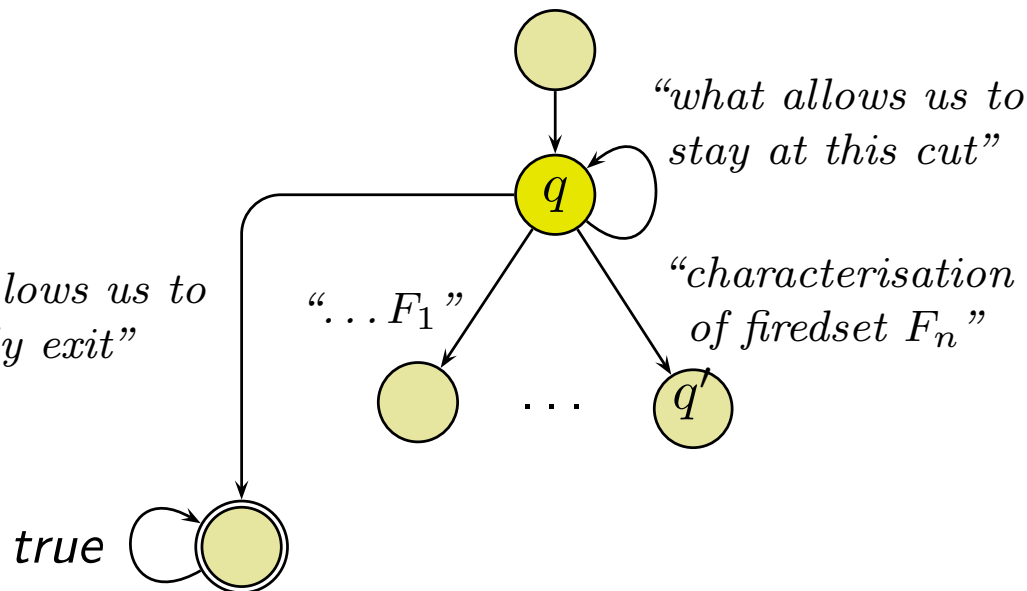 “what allows us to
stay at this cut”
q
“characterisation
of firedset Fₙ”
lows us to
y exit”
“. . . F₁”
q′
. . .
true